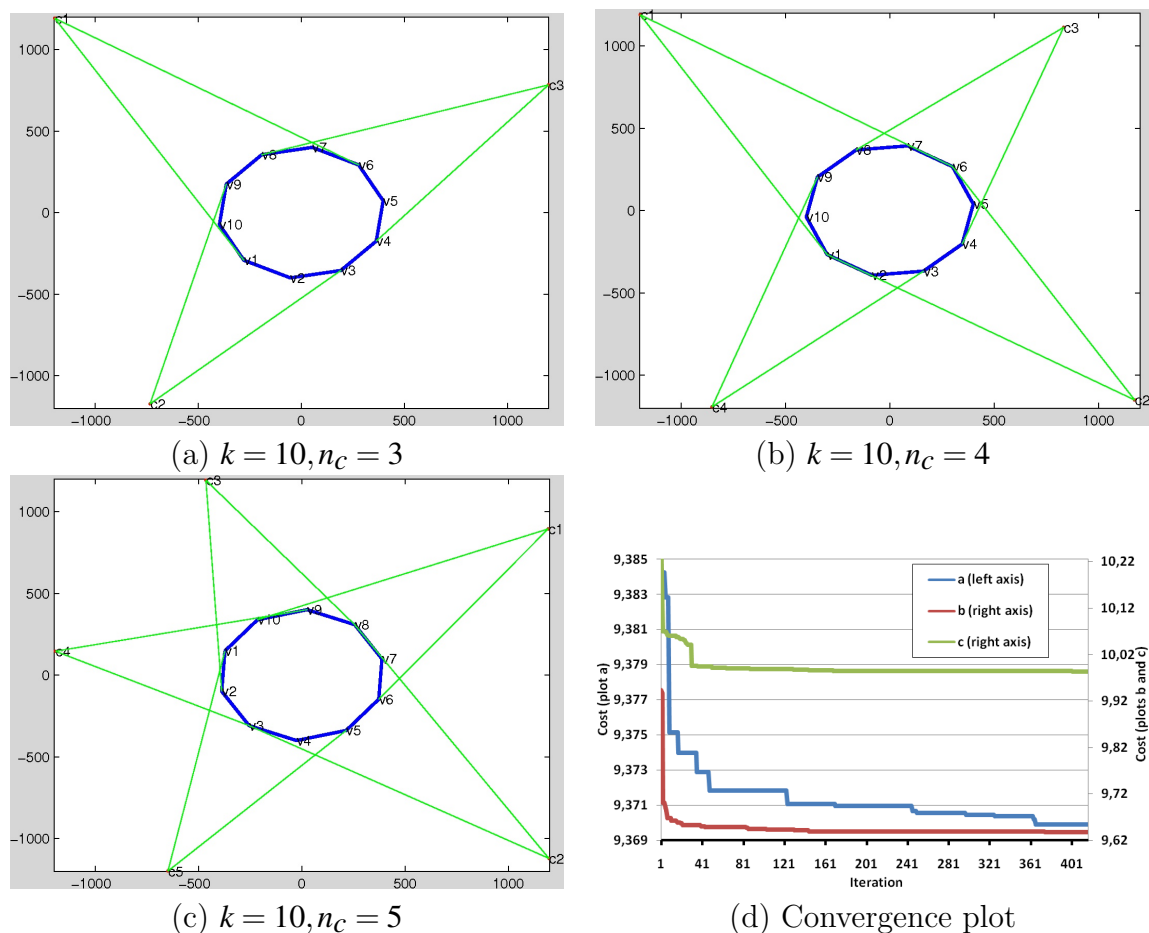 c1
c3
1000
500
0
−500
−1000
v7
v8
v6
v9
v5
v10
v4
v1
v3
v2
c2
−1000 −500 0 500 1000
(a) k = 10, n_c = 3
c1
c3
1000
500
0
−500
−1000
v7
v8
v6
v9
v5
v10
v4
v1
v3
v2
c2
c4
−1000 −500 0 500 1000
(b) k = 10, n_c = 4
c3
c1
1000
500
0
−500
−1000
v9
v10
v8
c4
v1
v7
v2
v6
v3
v5
v4
c2
c5
−1000 −500 0 500 1000
(c) k = 10, n_c = 5
Cost (plot a)
9,385
9,383
9,381
9,379
9,377
9,375
9,373
9,371
9,369
a (left axis)
b (right axis)
c (right axis)
10,22
10,12
10,02
9,92
9,82
9,72
9,62
Cost (plots b and c)
1 41 81 121 161 201 241 281 321 361 401
Iteration
(d) Convergence plot